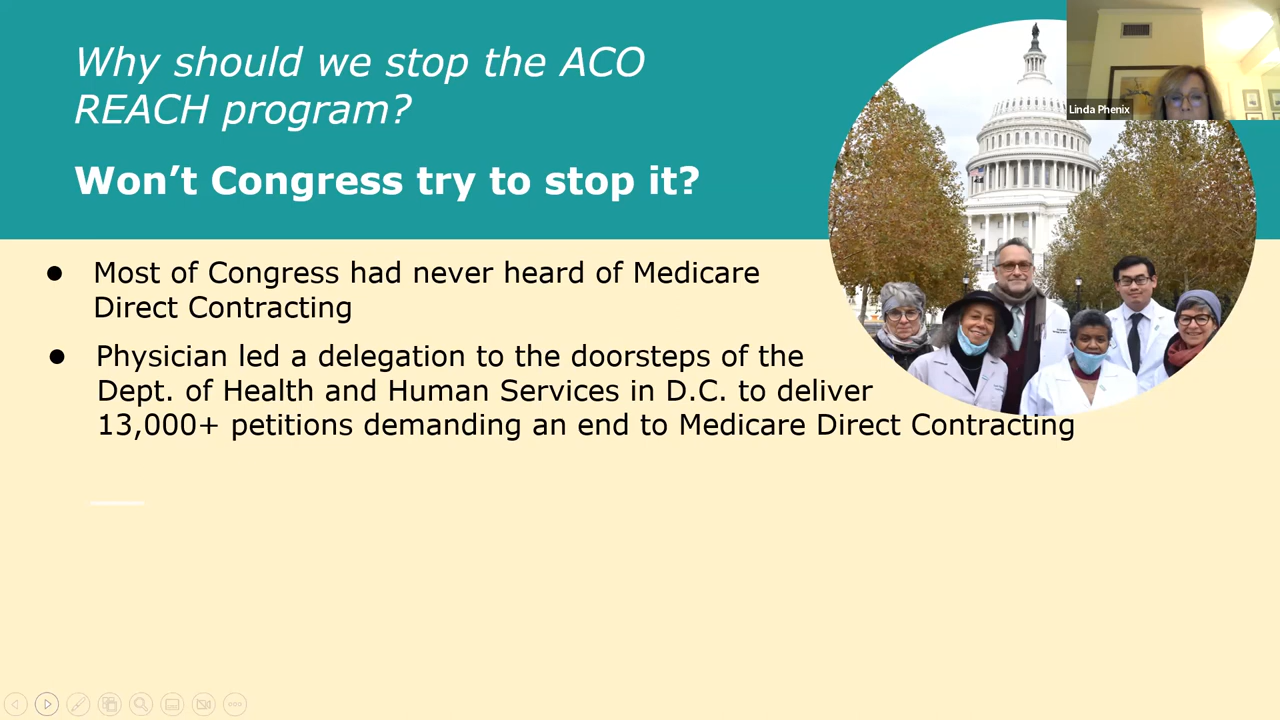 Why should we stop the ACO
REACH program?
Won’t Congress try to stop it?
Linda Phenix
● Most of Congress had never heard of Medicare
Direct Contracting
● Physician led a delegation to the doorsteps of the
Dept. of Health and Human Services in D.C. to deliver
13,000+ petitions demanding an end to Medicare Direct Contracting